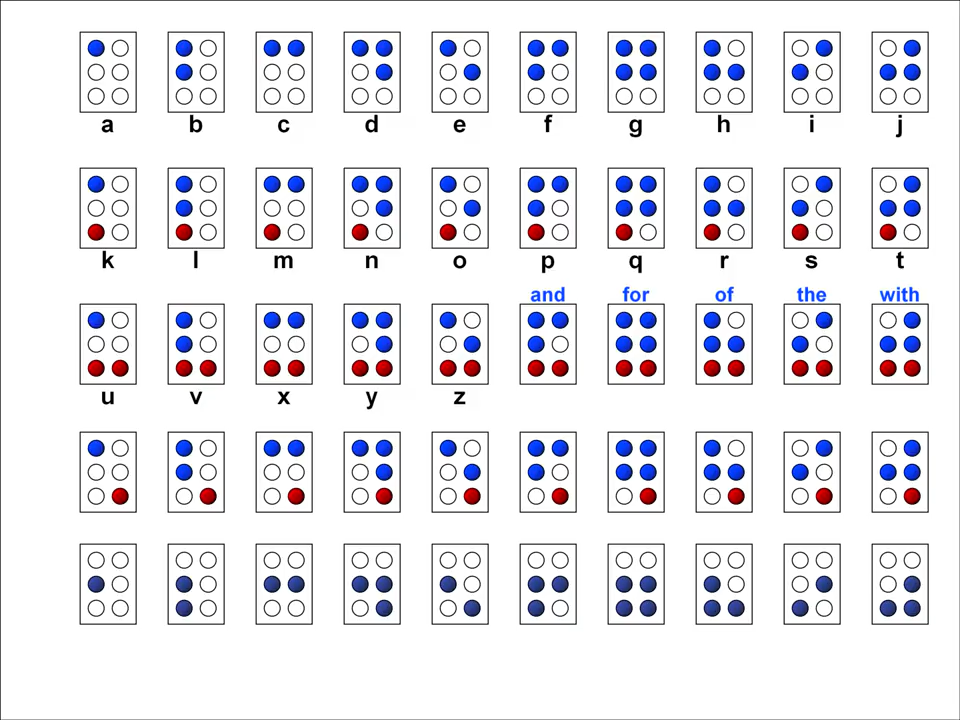 a b c d e f g h i j
k l m n o p q r s t
and for of the with
u v x y z